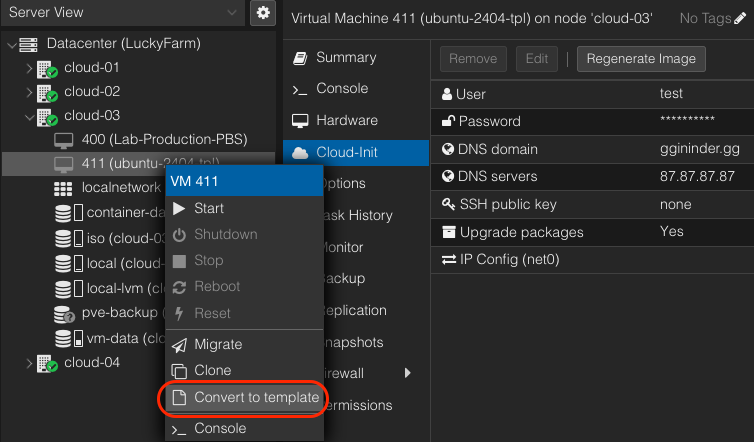 Server View
Datacenter (LuckyFarm)
cloud-01
cloud-02
cloud-03
400 (Lab-Production-PBS)
411 (ubuntu-2404-tpl)
localnetwork
container-da
iso (cloud-03
local (cloud-
local-lvm (c
pve-backup (
vm-data (clo
cloud-04
VM 411
Start
Shutdown
Stop
Reboot
Reset
Migrate
Clone
Convert to template
Console
Virtual Machine 411 (ubuntu-2404-tpl) on node 'cloud-03'
No Tags
Summary
Console
Hardware
Cloud-Init
Options
ask History
Monitor
Backup
Replication
Snapshots
irewall
ermissions
Remove Edit Regenerate Image
User test
Password **********
DNS domain ggininder.gg
DNS servers 87.87.87.87
SSH public key none
Upgrade packages Yes
IP Config (net0)